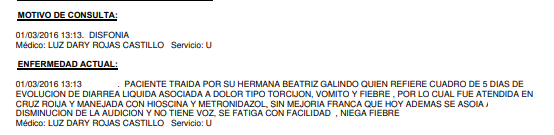 MOTIVO DE CONSULTA:
01/03/2016 13:13. DISFONIA
Médico: LUZ DARY ROJAS CASTILLO Servicio: U
ENFERMEDAD ACTUAL:
01/03/2016 13:13 . PACIENTE TRAIDA POR SU HERMANA BEATRIZ GALINDO QUIEN REFIERE CUADRO DE 5 DIAS DE
EVOLUCION DE DIARREA LIQUIDA ASOCIADA A DOLOR TIPO TORCIJON, VOMITO Y FIEBRE , POR LO CUAL FUE ATENDIDA EN
CRUZ ROIJA Y MANEJADA CON HIOSCINA Y METRONIDAZOL, SIN MEJORIA FRANCA QUE HOY ADEMAS SE ASOIA /
DISMINUCION DE LA AUDICION Y NO TIENE VOZ, SE FATIGA CON FACILIDAD , NIEGA FIEBRE
Médico: LUZ DARY ROJAS CASTILLO Servicio: U